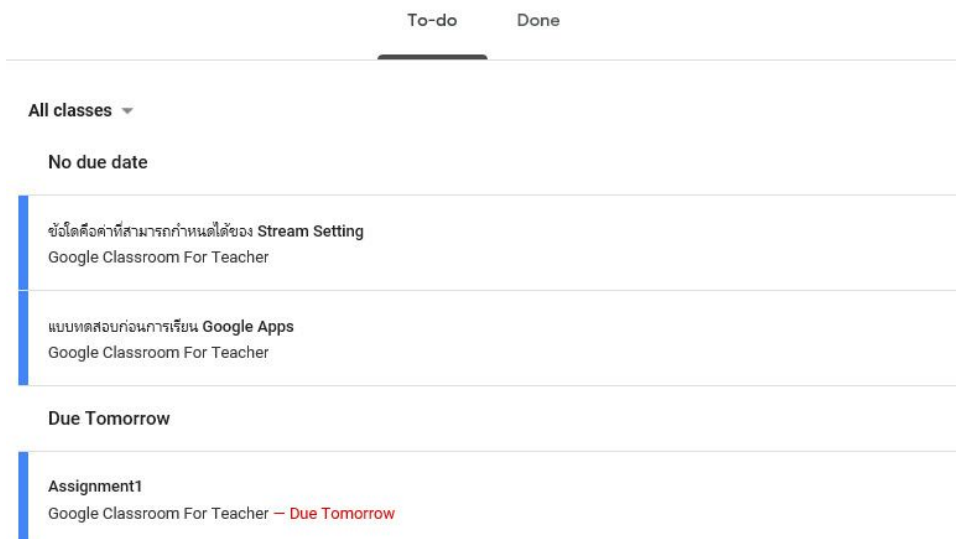 To-do Done
All classes
No due date
ข้อใดคือค่าที่สามารถกำหนดได้ของ Stream Setting
Google Classroom For Teacher
แบบทดสอบก่อนการเรียน Google Apps
Google Classroom For Teacher
Due Tomorrow
Assignment1
Google Classroom For Teacher — Due Tomorrow